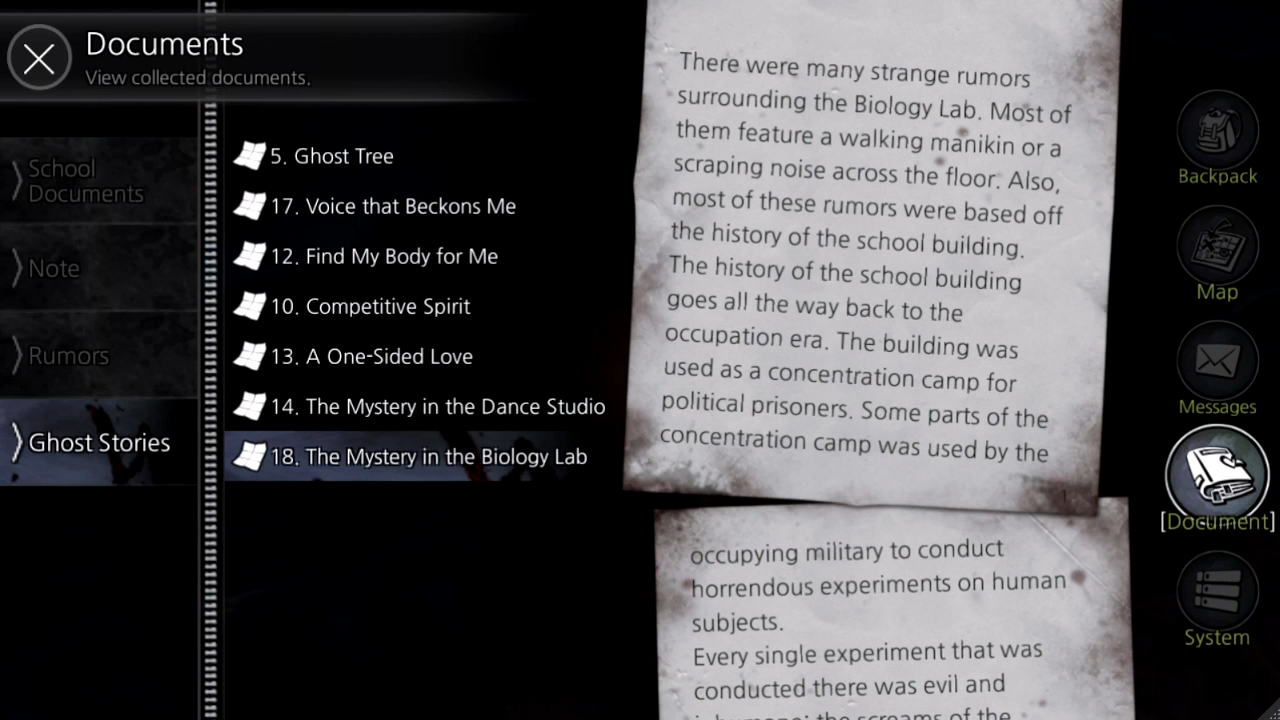 Documents
View collected documents.
School
Documents
Note
Rumors
Ghost Stories
5. Ghost Tree
17. Voice that Beckons Me
12. Find My Body for Me
10. Competitive Spirit
13. A One-Sided Love
14. The Mystery in the Dance Studio
18. The Mystery in the Biology Lab
There were many strange rumors
surrounding the Biology Lab. Most of
them feature a walking manikin or a
scraping noise across the floor. Also,
most of these rumors were based off
the history of the school building.
The history of the school building
goes all the way back to the
occupation era. The building was
used as a concentration camp for
political prisoners. Some parts of the
concentration camp was used by the
occupying military to conduct
horrendous experiments on human
subjects.
Every single experiment that was
conducted there was evil and
inhumane; the screams of the
Backpack
Map
Messages
[Document]
System